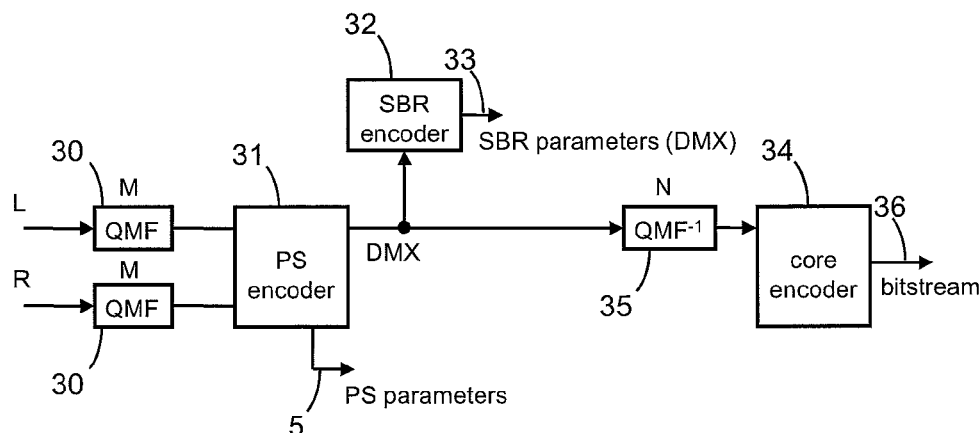 32
33
SBR
encoder
SBR parameters (DMX)
30
31
34
M
N
36
L
QMF
QMF-1
DMX
PS
encoder
core
encoder
R
M
QMF
35
bitstream
30
5
PS parameters